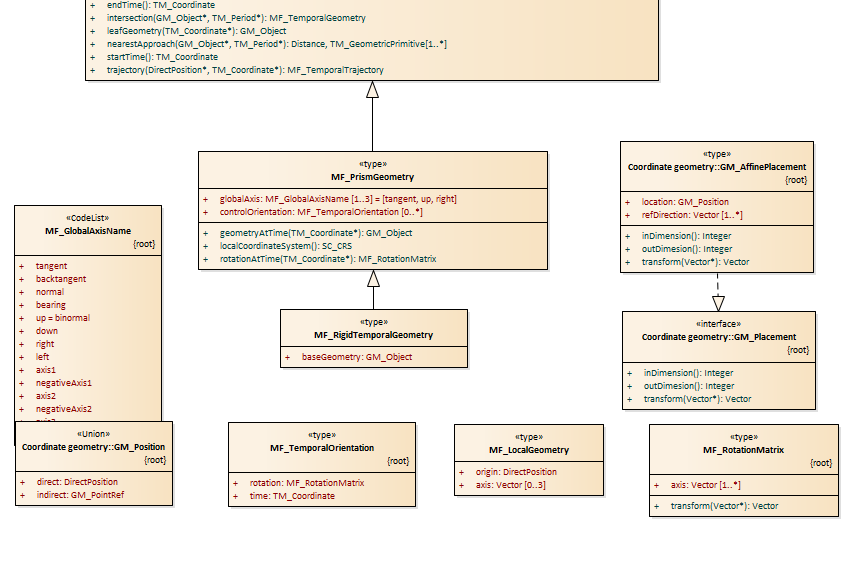 + endTime(): TM_Coordinate
+ intersection(GM_Object*, TM_Period*): MF_TemporalGeometry
+ leafGeometry(TM_Coordinate*): GM_Object
+ nearestApproach(GM_Object*, TM_Period*): Distance, TM_GeometricPrimitive[1..*]
+ startTime(): TM_Coordinate
+ trajectory(DirectPosition*, TM_Coordinate*): MF_TemporalTrajectory
«type»
MF_PrismGeometry
+ globalAxis: MF_GlobalAxisName [1..3] = [tangent, up, right]
+ controlOrientation: MF_TemporalOrientation [0..*]
+ geometryAtTime(TM_Coordinate*): GM_Object
+ localCoordinateSystem(): SC_CRS
+ rotationAtTime(TM_Coordinate*): MF_RotationMatrix
«type»
Coordinate geometry::GM_AffinePlacement
{root}
+ location: GM_Position
+ refDirection: Vector [1..*]
+ inDimension(): Integer
+ outDimesion(): Integer
+ transform(Vector*): Vector
«CodeList»
MF_GlobalAxisName
{root}
+ tangent
+ backtangent
+ normal
+ bearing
+ up = binormal
+ down
+ right
+ left
+ axis1
+ negativeAxis1
+ axis2
+ negativeAxis2
«type»
MF_RigidTemporalGeometry
+ baseGeometry: GM_Object
«interface»
Coordinate geometry::GM_Placement
{root}
+ inDimension(): Integer
+ outDimesion(): Integer
+ transform(Vector*): Vector
«Union»
Coordinate geometry::GM_Position
{root}
+ direct: DirectPosition
+ indirect: GM_PointRef
«type»
MF_TemporalOrientation
{root}
+ rotation: MF_RotationMatrix
+ time: TM_Coordinate
«type»
MF_LocalGeometry
+ origin: DirectPosition
+ axis: Vector [0..3]
«type»
MF_RotationMatrix
{root}
+ axis: Vector [1..*]
+ transform(Vector*): Vector